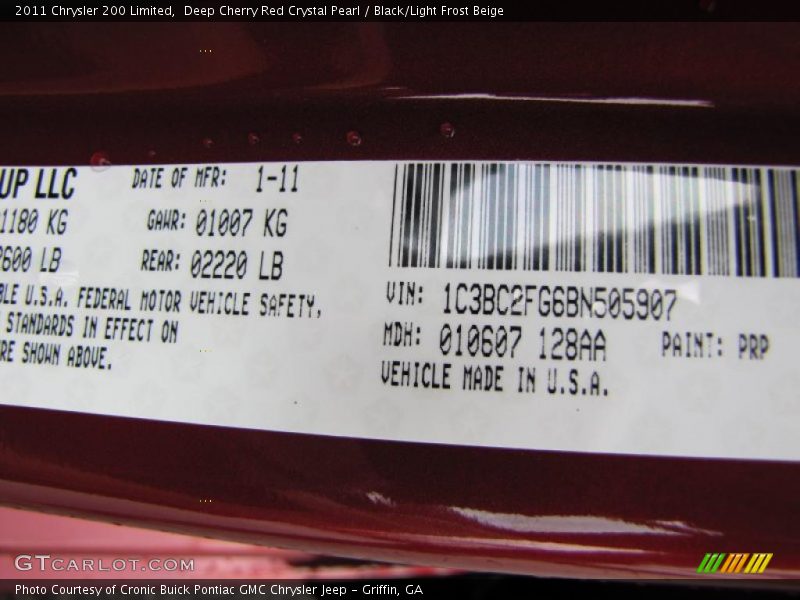 2011 Chrysler 200 Limited, Deep Cherry Red Crystal Pearl / Black/Light Frost Beige
UP LLC DATE OF MFR: 1-11
1180 KG GAWR: 01007 KG
2600 LB REAR: 02220 LB
BLE U.S.A. FEDERAL MOTOR VEHICLE SAFETY,
STANDARDS IN EFFECT ON
RE SHOWN ABOVE.
VIN: 1C3BC2FG6BN505907
MDH: 010607 128AA PAINT: PRP
VEHICLE MADE IN U.S.A.
GTCARLOT.COM
Photo Courtesy of Cronic Buick Pontiac GMC Chrysler Jeep - Griffin, GA